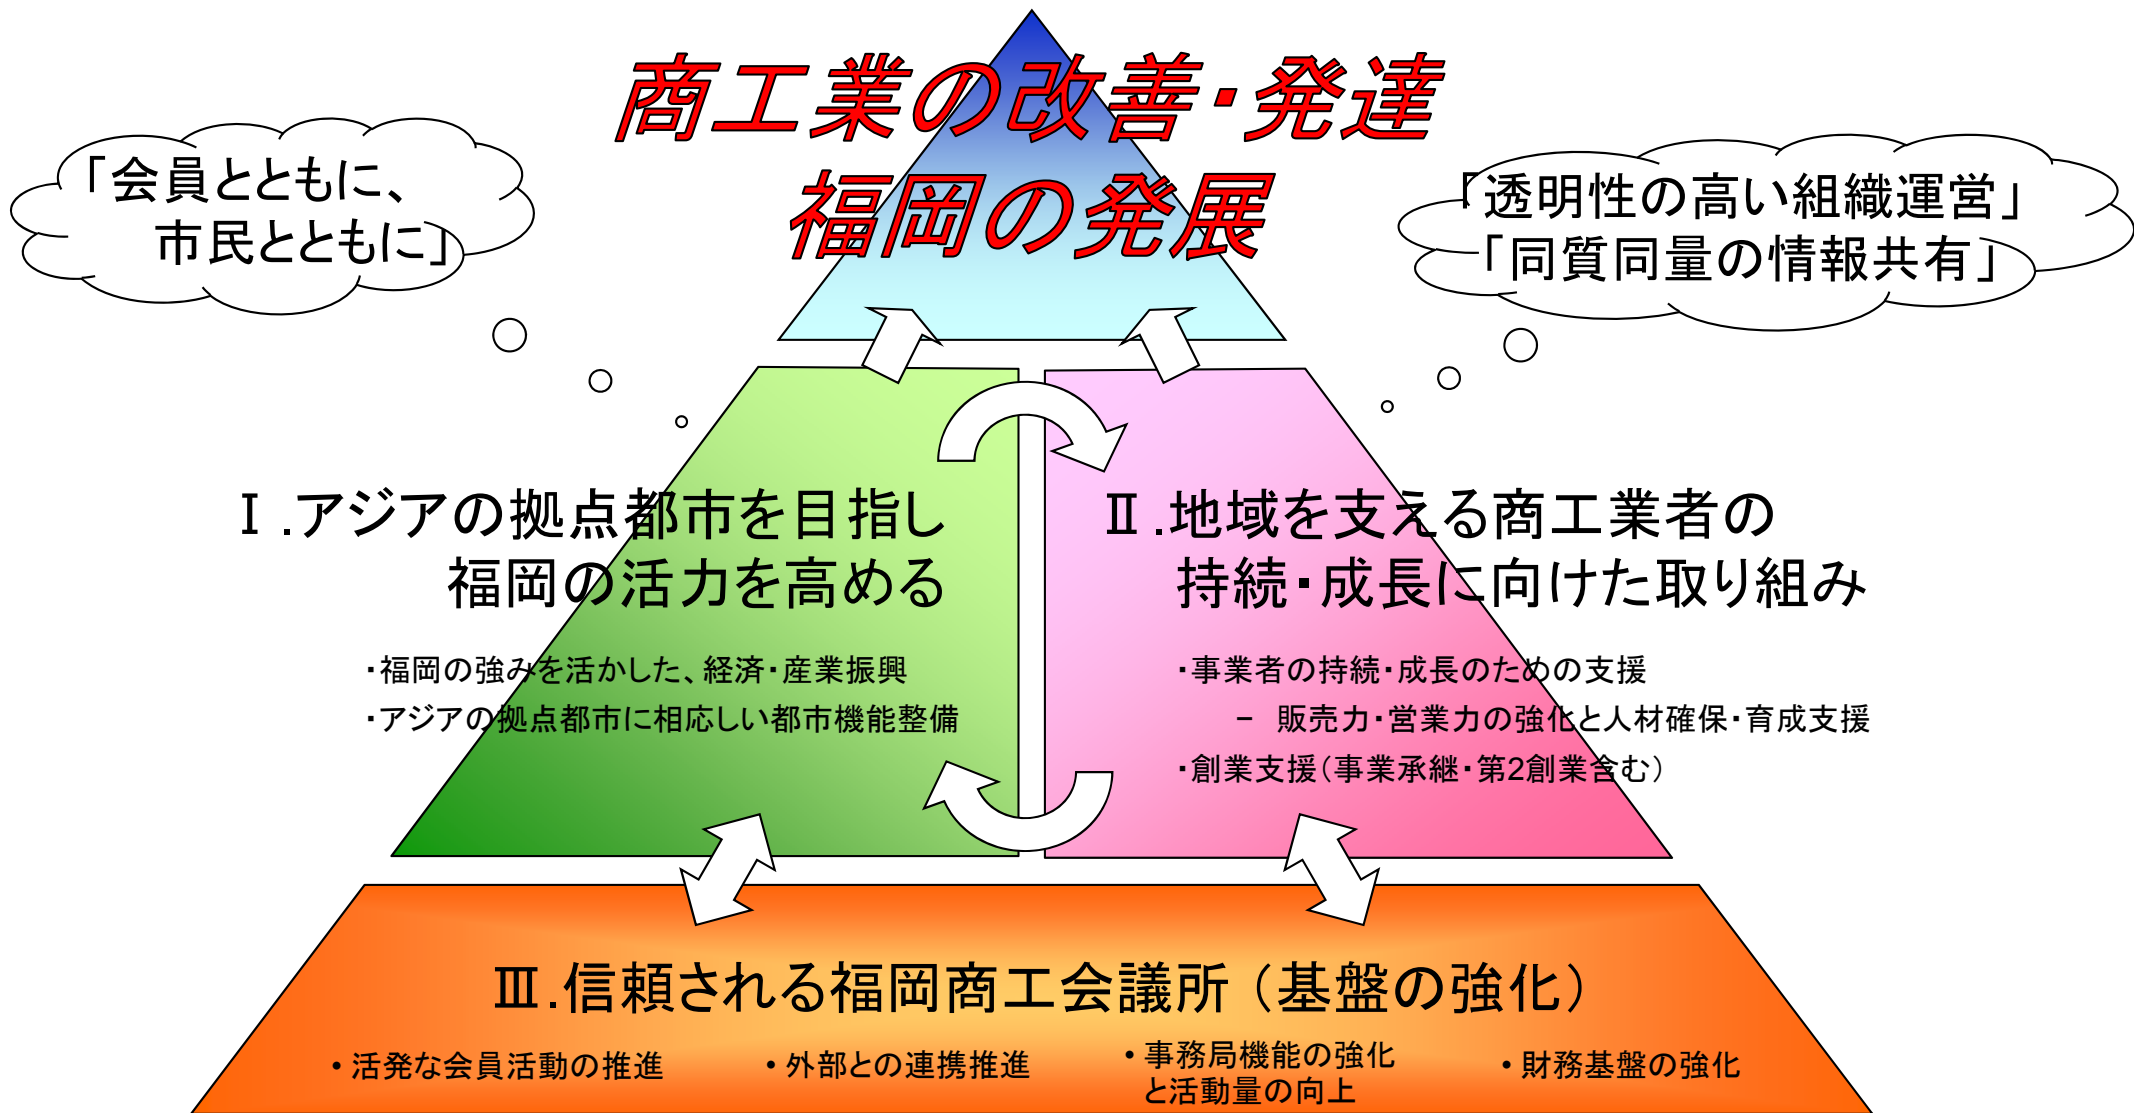 商工業の改善・発達
福岡の発展
「会員とともに、
市民とともに」
「透明性の高い組織運営」
「同質同量の情報共有」
Ⅰ.アジアの拠点都市を目指し
福岡の活力を高める
・福岡の強みを活かした、経済・産業振興
・アジアの拠点都市に相応しい都市機能整備
Ⅱ.地域を支える商工業者の
持続・成長に向けた取り組み
・事業者の持続・成長のための支援
－ 販売力・営業力の強化と人材確保・育成支援
・創業支援（事業承継・第2創業含む）
Ⅲ.信頼される福岡商工会議所（基盤の強化）
• 活発な会員活動の推進
• 外部との連携推進
• 事務局機能の強化
と活動量の向上
• 財務基盤の強化